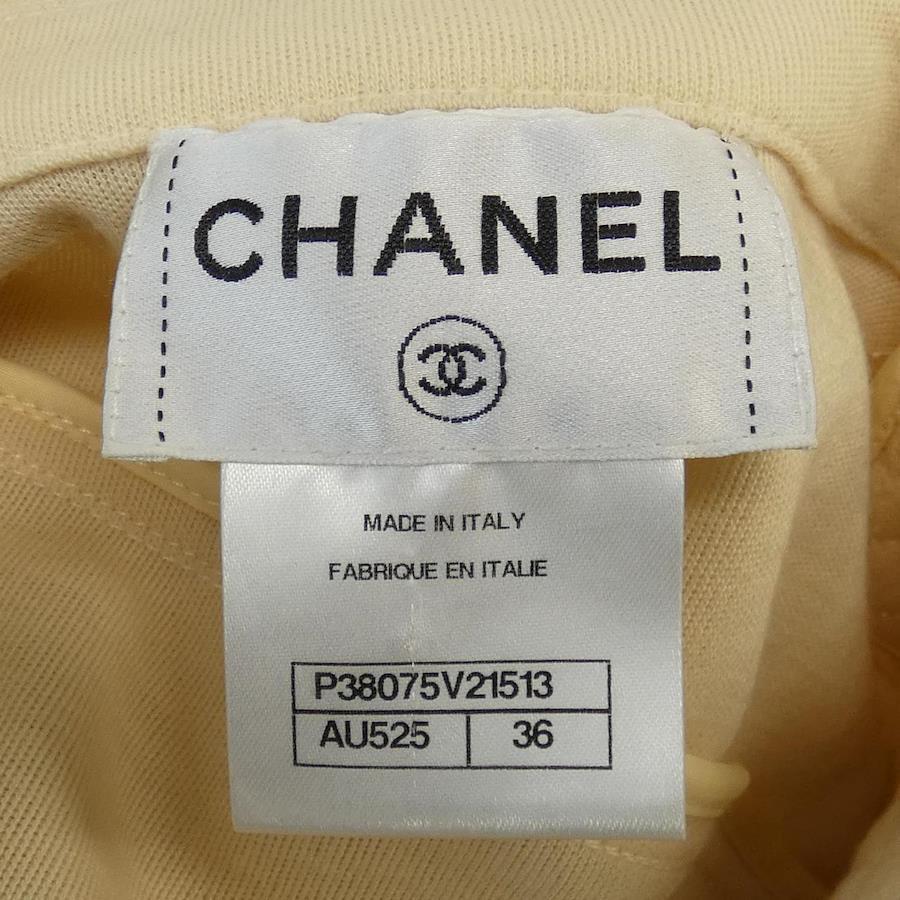 CHANEL
MADE IN ITALY
FABRIQUE EN ITALIE
P38075V21513
AU525 36